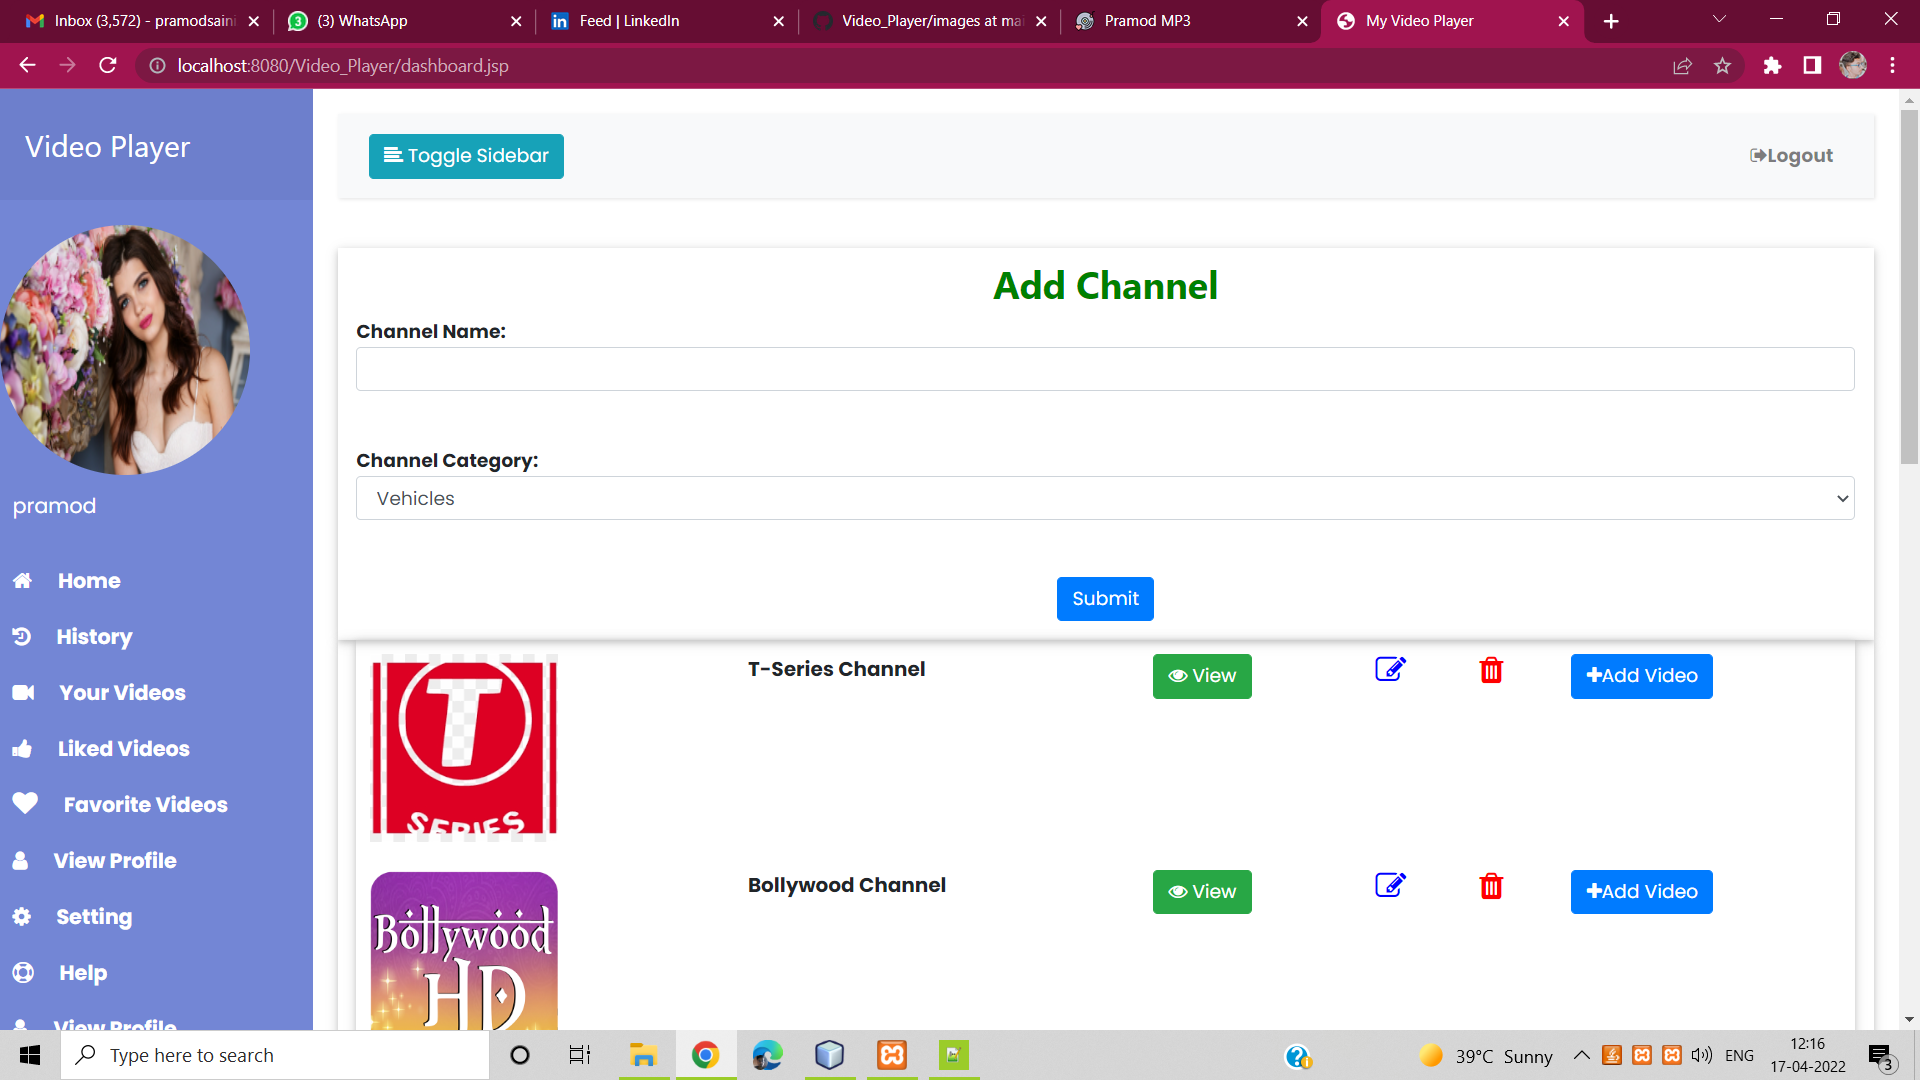 Inbox (3,572) - pramodsaini
(3) WhatsApp
Feed | LinkedIn
Video_Player/images at mai
Pramod MP3
My Video Player
localhost:8080/Video_Player/dashboard.jsp
Video Player
Toggle Sidebar
Logout
Add Channel
Channel Name:
Channel Category:
Vehicles
Submit
pramod
Home
History
Your Videos
Liked Videos
Favorite Videos
View Profile
Setting
Help
View Profile
T SERIES
T-Series Channel
View
+Add Video
Bollywood
HD
Bollywood Channel
View
+Add Video
Type here to search
39°C Sunny
ENG
12:16
17-04-2022
3